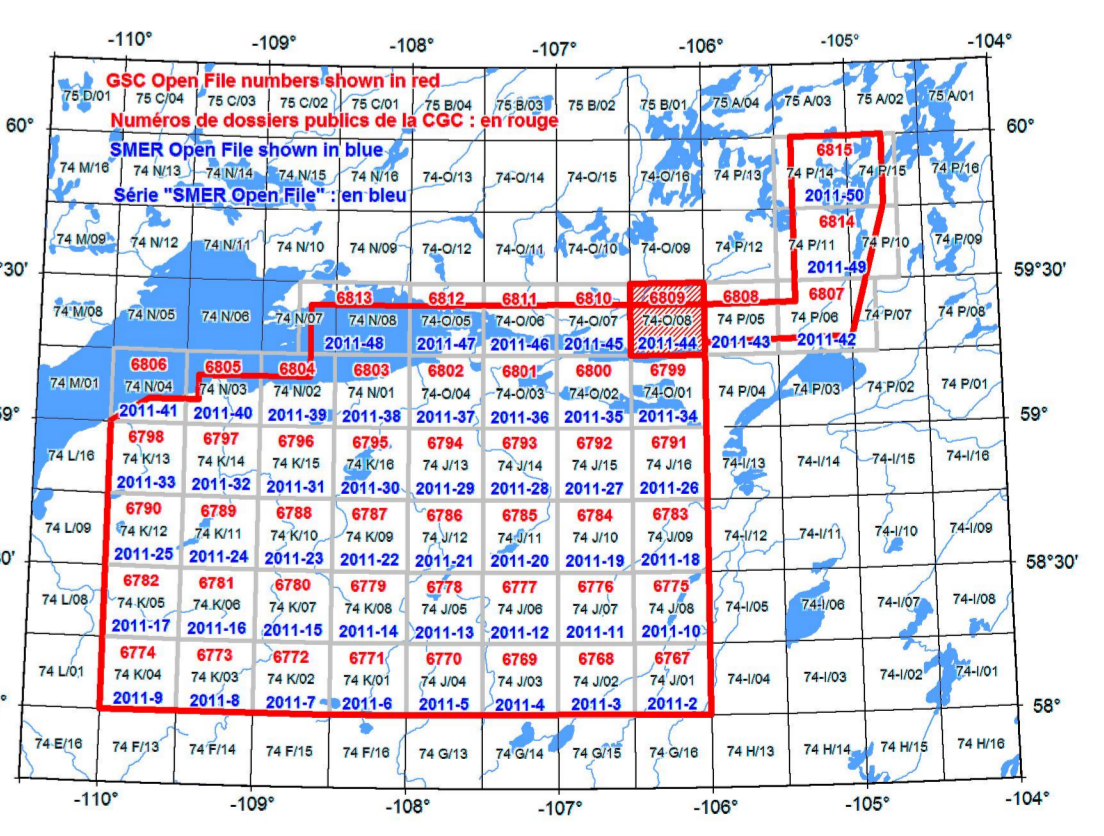 -110° -109° -108° -107° -106° -105° -104°
GSC Open File numbers shown in red
75 D/01 75 C/04 75 C/03 75 C/02 75 C/01 75 B/04 75 B/03 75 B/02 75 B/01 75 A/04 75 A/03 75 A/02 75 A/01
Numéros de dossiers publics de la CGC : en rouge
60° 60°
SMER Open File shown in blue
6815
74 M/16 74 N/13 74 N/14 74 N/15 74 N/16 74-O/13 74-O/14 74-O/15 74-O/16 74 P/13 74 P/14 74 P/15 74 P/16
Série "SMER Open File" : en bleu
2011-50
6814
74 M/09 74 N/12 74 N/11 74 N/10 74 N/09 74-O/12 74-O/11 74-O/10 74-O/09 74 P/12 74 P/11 74 P/10 74 P/09
2011-49
30' 59°30'
6813 6812 6811 6810 6809 6808 6807
74 M/08 74 N/05 74 N/06 74 N/07 74 N/08 74-O/05 74-O/06 74-O/07 74-O/08 74 P/05 74 P/06 74 P/07 74 P/08
2011-48 2011-47 2011-46 2011-45 2011-44 2011-43 2011-42
6806 6805 6804 6803 6802 6801 6800 6799
74 M/01 74 N/04 74 N/03 74 N/02 74 N/01 74-O/04 74-O/03 74-O/02 74-O/01 74 P/04 74 P/03 74 P/02 74 P/01
2011-41 2011-40 2011-39 2011-38 2011-37 2011-36 2011-35 2011-34
59° 59°
6798 6797 6796 6795 6794 6793 6792 6791
74 L/16 74 K/13 74 K/14 74 K/15 74 K/16 74 J/13 74 J/14 74 J/15 74 J/16 74-I/13 74-I/14 74-I/15 74-I/16
2011-33 2011-32 2011-31 2011-30 2011-29 2011-28 2011-27 2011-26
6790 6789 6788 6787 6786 6785 6784 6783
74 L/09 74 K/12 74 K/11 74 K/10 74 K/09 74 J/12 74 J/11 74 J/10 74 J/09 74-I/12 74-I/11 74-I/10 74-I/09
2011-25 2011-24 2011-23 2011-22 2011-21 2011-20 2011-19 2011-18
0' 58°30'
6782 6781 6780 6779 6778 6777 6776 6775
74 L/08 74 K/05 74 K/06 74 K/07 74 K/08 74 J/05 74 J/06 74 J/07 74 J/08 74-I/05 74-I/06 74-I/07 74-I/08
2011-17 2011-16 2011-15 2011-14 2011-13 2011-12 2011-11 2011-10
6774 6773 6772 6771 6770 6769 6768 6767
74 L/01 74 K/04 74 K/03 74 K/02 74 K/01 74 J/04 74 J/03 74 J/02 74 J/01 74-I/04 74-I/03 74-I/02 74-I/01
2011-9 2011-8 2011-7 2011-6 2011-5 2011-4 2011-3 2011-2
° 58°
74 E/16 74 F/13 74 F/14 74 F/15 74 F/16 74 G/13 74 G/14 74 G/15 74 G/16 74 H/13 74 H/14 74 H/15 74 H/16
-110° -109° -108° -107° -106° -105° -104°